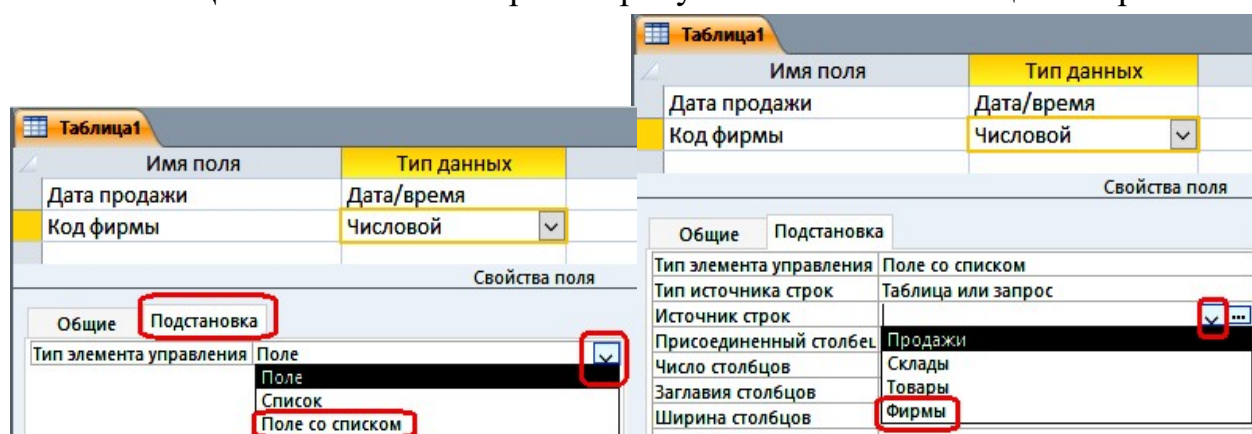 Таблица1
Имя поля Тип данных
Дата продажи Дата/время
Код фирмы Числовой
Свойства поля
Общие Подстановка
Тип элемента управления Поле
Поле
Список
Поле со списком
Таблица1
Имя поля Тип данных
Дата продажи Дата/время
Код фирмы Числовой
Свойства поля
Общие Подстановка
Тип элемента управления Поле со списком
Тип источника строк Таблица или запрос
Источник строк
Присоединенный столбец Продажи
Число столбцов Склады
Заглавия столбцов Товары
Ширина столбцов Фирмы